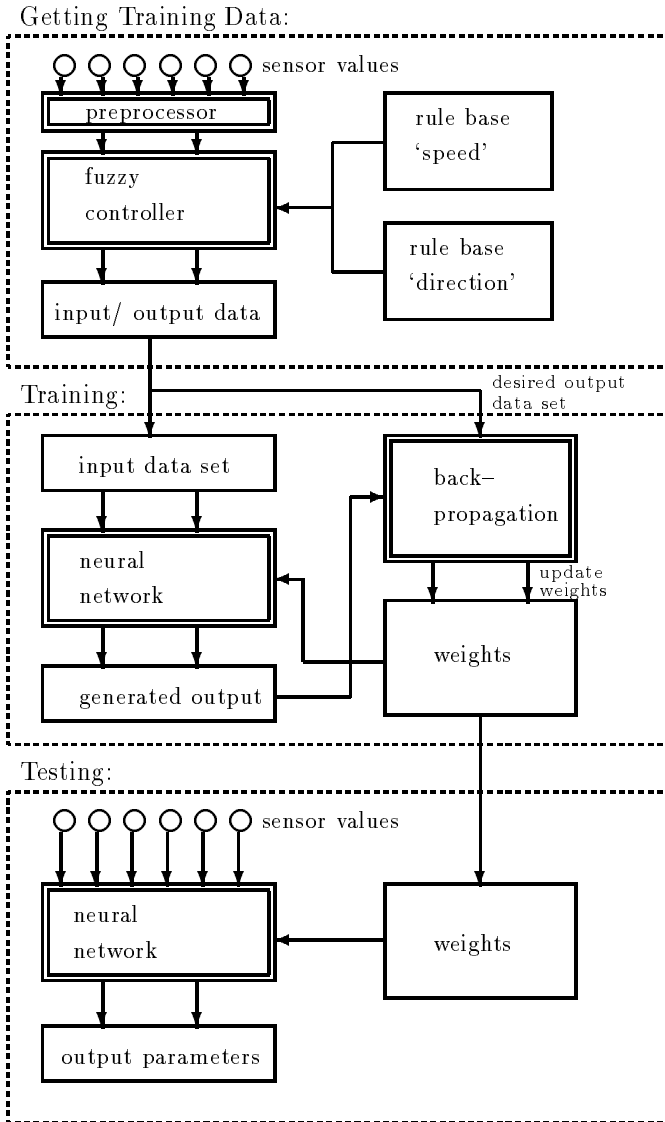 Getting Training Data:
sensor values
preprocessor
rule base
‘speed’
fuzzy
controller
rule base
‘direction’
input/ output data
Training:
desired output
data set
input data set
back–
propagation
neural
network
update
weights
weights
generated output
Testing:
sensor values
neural
network
weights
output parameters